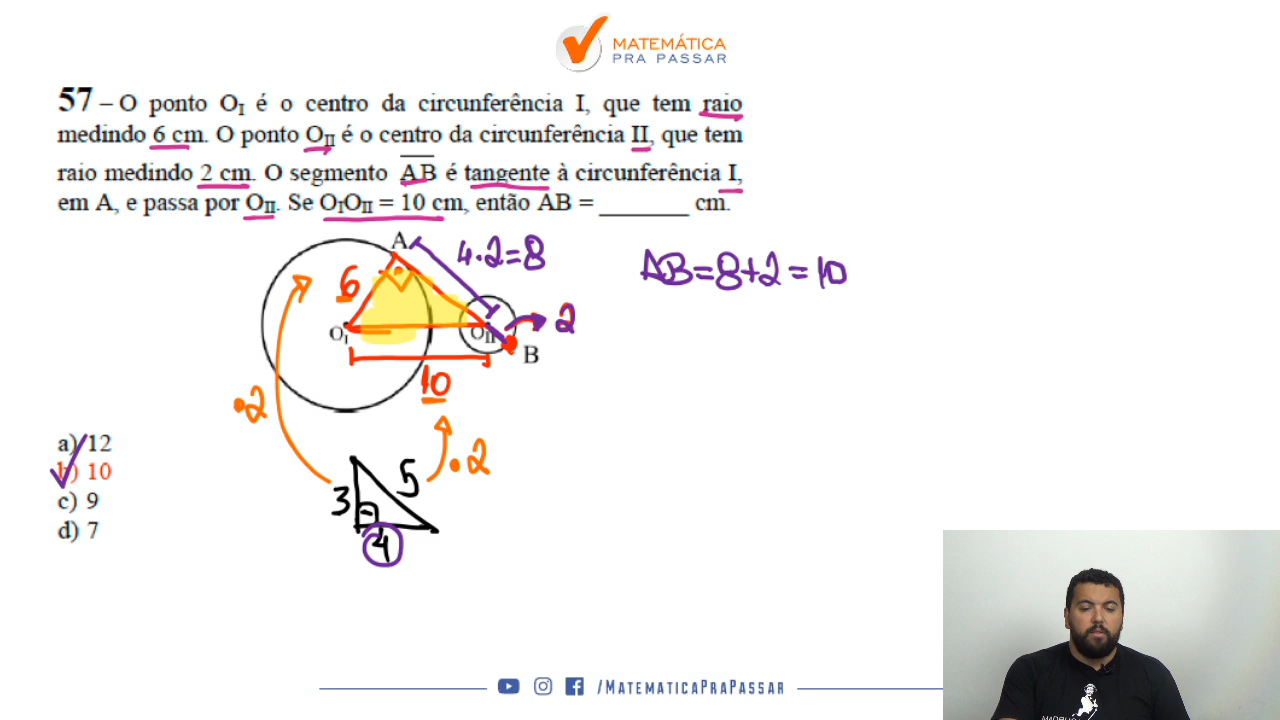 MATEMÁTICA
PRA PASSAR
57 – O ponto OI é o centro da circunferência I, que tem raio
medindo 6 cm. O ponto OII é o centro da circunferência II, que tem
raio medindo 2 cm. O segmento AB é tangente à circunferência I,
em A, e passa por OII. Se OIOII = 10 cm, então AB = ________ cm.
A
4·2=8
AB=8+2=10
6
OI
OII
2
B
10
·2
·2
3
5
4
a) 12
b) 10
c) 9
d) 7
/MATEMATICAPRAPASSAR